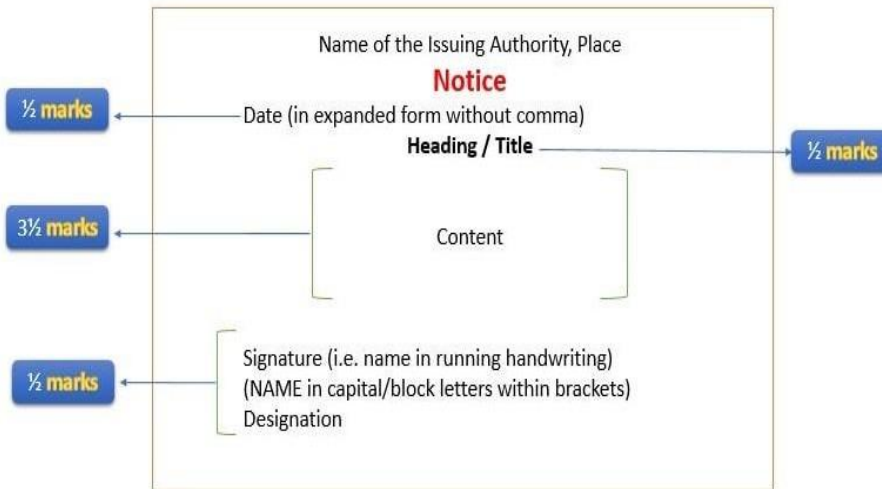 Name of the Issuing Authority, Place
Notice
½ marks
Date (in expanded form without comma)
Heading / Title
½ marks
3½ marks
Content
Signature (i.e. name in running handwriting)
(NAME in capital/block letters within brackets)
½ marks
Designation